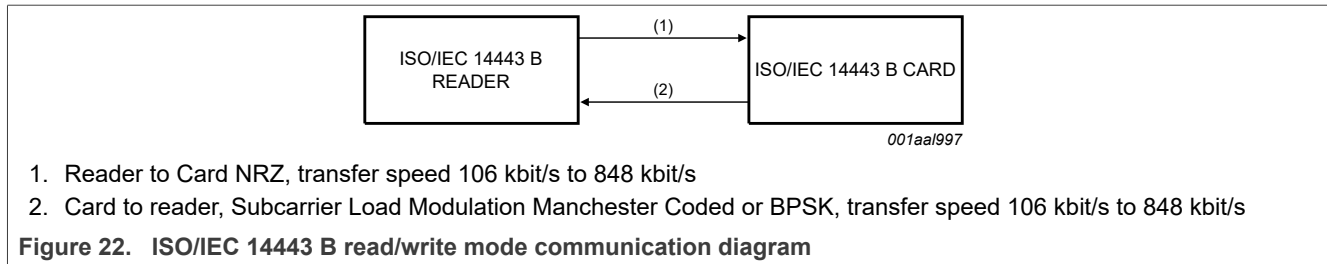 (1)
ISO/IEC 14443 B
READER
ISO/IEC 14443 B CARD
(2)
001aal997
1. Reader to Card NRZ, transfer speed 106 kbit/s to 848 kbit/s
2. Card to reader, Subcarrier Load Modulation Manchester Coded or BPSK, transfer speed 106 kbit/s to 848 kbit/s
Figure 22. ISO/IEC 14443 B read/write mode communication diagram